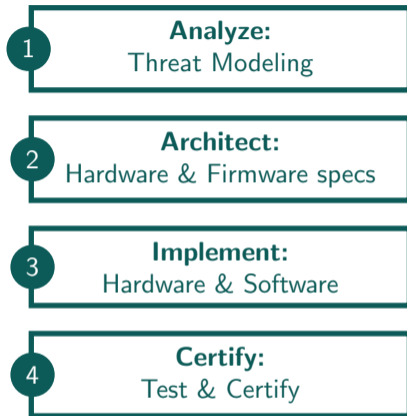 1
Analyze:
Threat Modeling
2
Architect:
Hardware & Firmware specs
3
Implement:
Hardware & Software
4
Certify:
Test & Certify